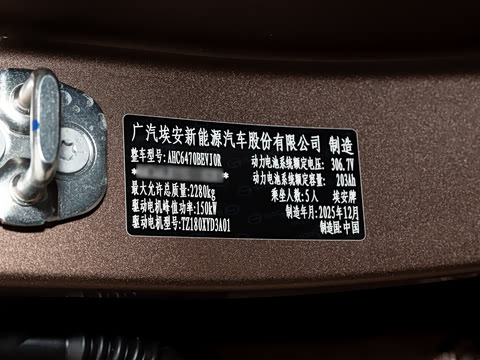 广汽埃安新能源汽车股份有限公司 制造
整车型号:AHC6470BEVJ0R 动力电池系统额定电压: 306.7V
* * 动力电池系统额定容量: 203Ah
最大允许总质量:2280kg 乘坐人数:5人 埃安牌
驱动电机峰值功率:150kW 制造年月:2025年12月
驱动电机型号:TZ180XYD3A01 制造国:中国